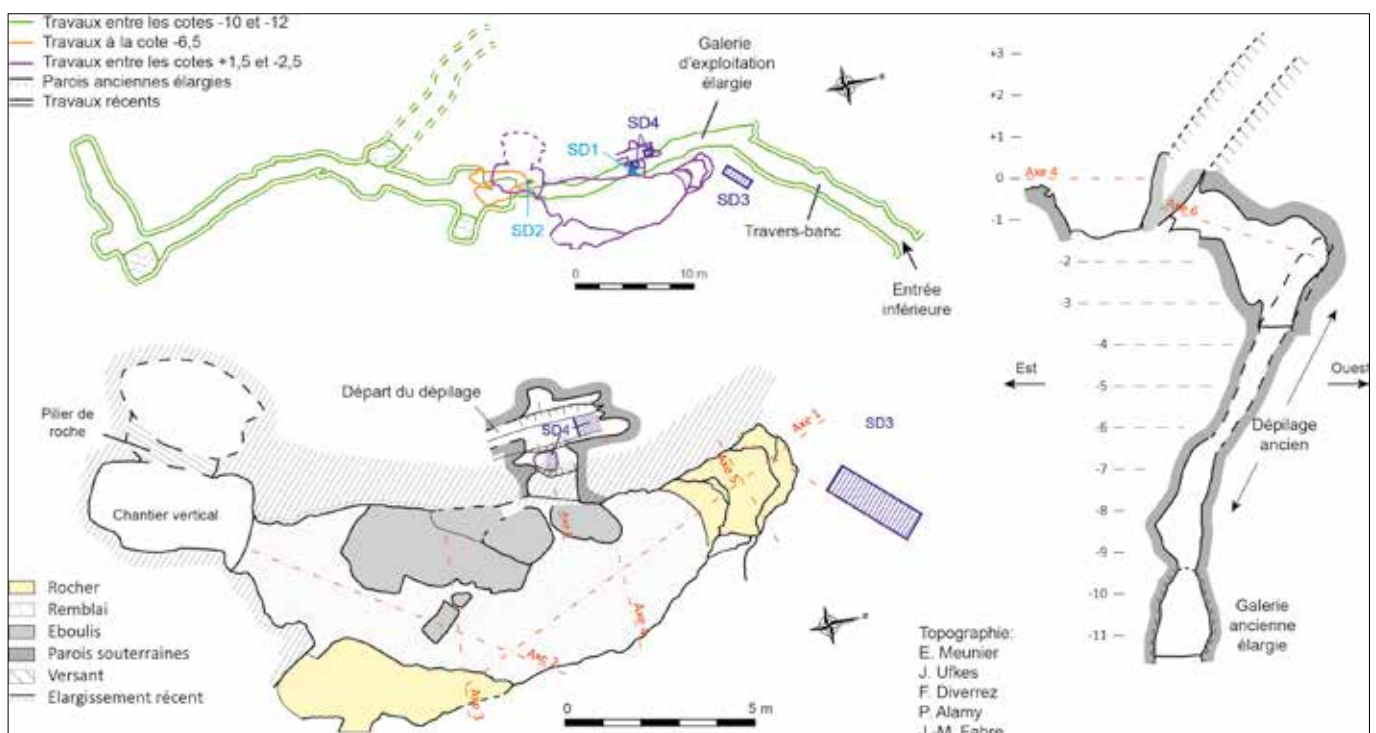 Travaux entre les cotes -10 et -12
Travaux à la cote -6,5
Travaux entre les cotes +1,5 et -2,5
Parois anciennes élargies
Travaux récents
Galerie
d'exploitation
élargie
SD4
SD1
SD3
SD2
Travers-banc
0 10 m
Entrée
inférieure
+3
+2
+1
0
Axe 4
-1
Axe 6
-2
-3
-4
Est
Ouest
-5
-6
Dépilage
ancien
-7
-8
-9
-10
Galerie
ancienne
élargie
-11
Départ du dépilage
Pilier de
roche
SD4
Axe 1
SD3
Axe 5
Chantier vertical
Axe 4
Axe 2
Axe 3
Rocher
Remblai
Eboulis
Parois souterraines
Versant
Elargissement récent
0 5 m
Topographie:
E. Meunier
J. Ufkes
F. Diverrez
P. Alamy
J.-M. Fabre